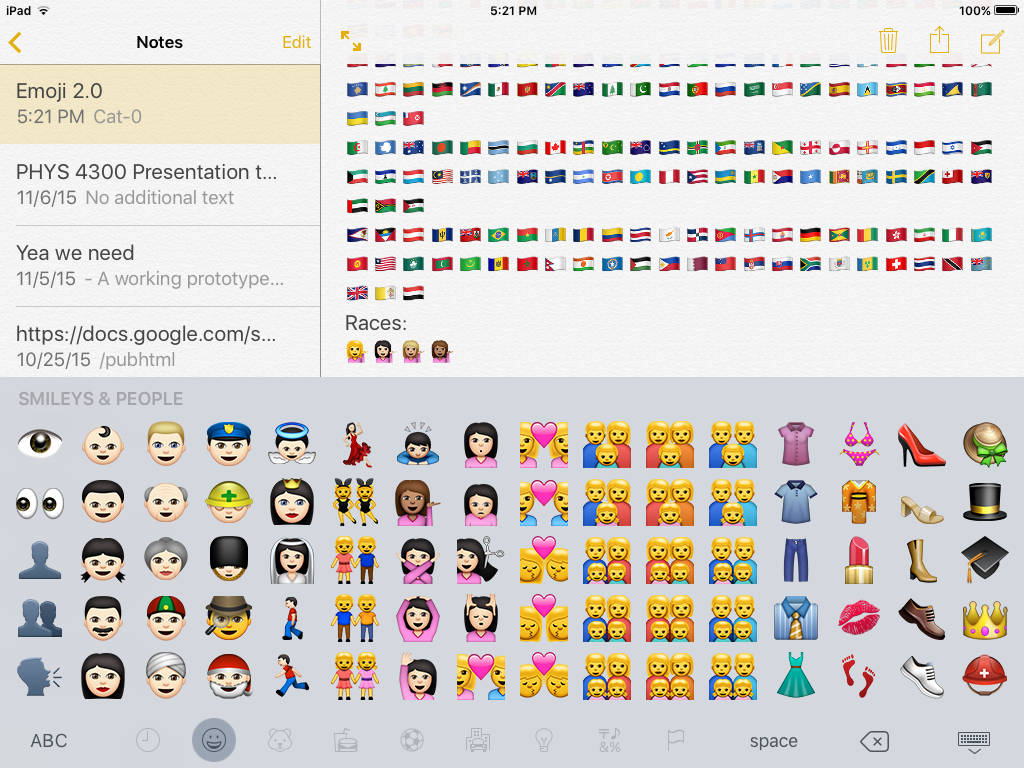 iPad 5:21 PM 100%
Notes Edit
Emoji 2.0
5:21 PM Cat-0
PHYS 4300 Presentation t...
11/6/15 No additional text
Yea we need
11/5/15 - A working prototype...
https://docs.google.com/s...
10/25/15 /pubhtml
Races:
SMILEYS & PEOPLE
ABC space